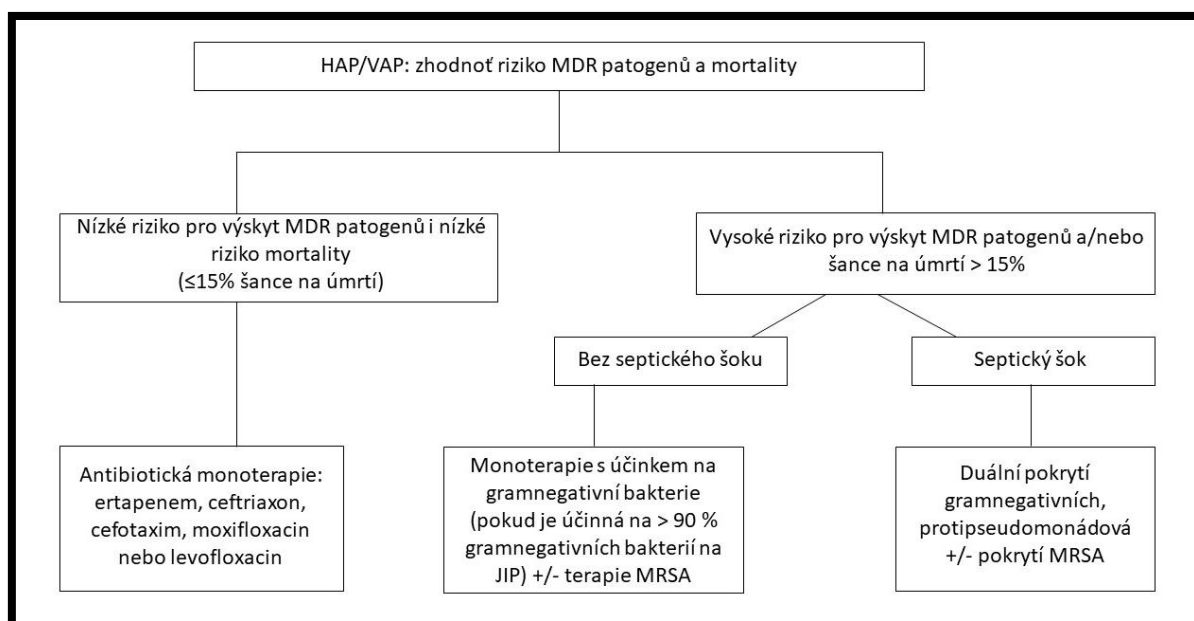 HAP/VAP: zhodnoť riziko MDR patogenů a mortality
Nízké riziko pro výskyt MDR patogenů i nízké
riziko mortality
(≤15% šance na úmrtí)
Vysoké riziko pro výskyt MDR patogenů a/nebo
šance na úmrtí > 15%
Bez septického šoku
Septický šok
Antibiotická monoterapie:
ertapenem, ceftriaxon,
cefotaxim, moxifloxacin
nebo levofloxacin
Monoterapie s účinkem na
gramnegativní bakterie
(pokud je účinná na > 90 %
gramnegativních bakterií na
JIP) +/- terapie MRSA
Duální pokrytí
gramnegativních,
protipseudomonádová
+/- pokrytí MRSA